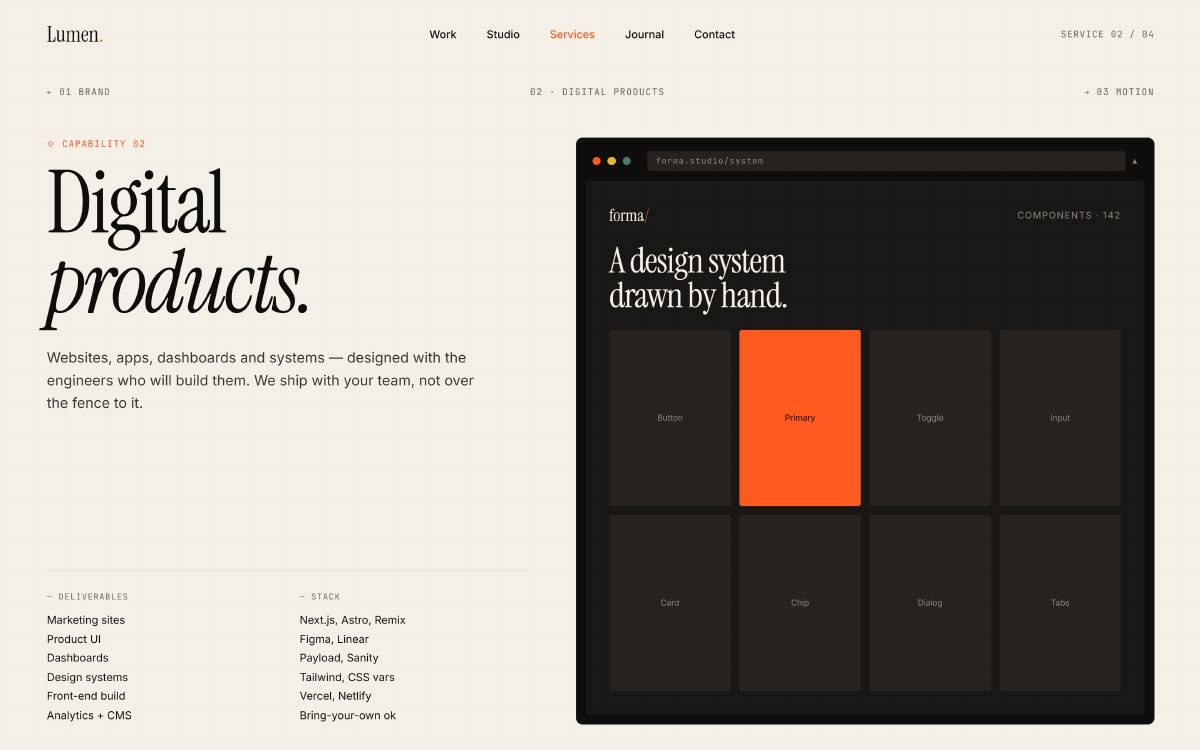 Lumen.
Work
Studio
Services
Journal
Contact
SERVICE 02 / 04
← 01 BRAND
02 · DIGITAL PRODUCTS
→ 03 MOTION
◇ CAPABILITY 02
Digital
products.
Websites, apps, dashboards and systems — designed with the
engineers who will build them. We ship with your team, not over
the fence to it.
— DELIVERABLES
Marketing sites
Product UI
Dashboards
Design systems
Front-end build
Analytics + CMS
— STACK
Next.js, Astro, Remix
Figma, Linear
Payload, Sanity
Tailwind, CSS vars
Vercel, Netlify
Bring-your-own ok
forma.studio/system
▲
forma/
COMPONENTS · 142
A design system
drawn by hand.
Button
Primary
Toggle
Input
Card
Chip
Dialog
Tabs